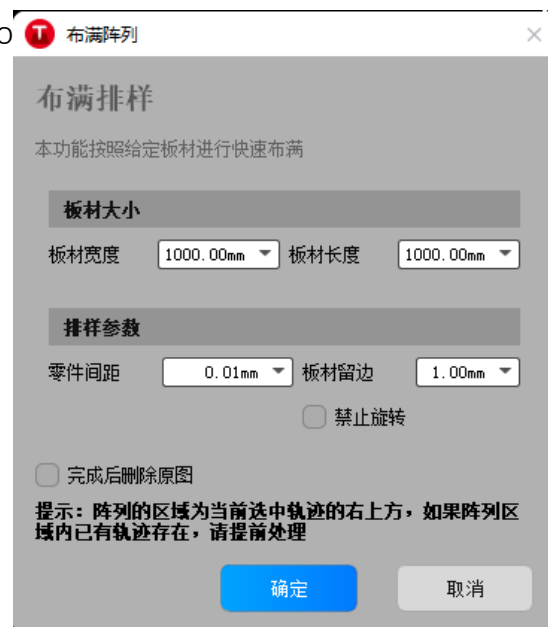 布满阵列
布满排样
本功能按照给定板材进行快速布满
板材大小
板材宽度 1000.00mm 板材长度 1000.00mm
排样参数
零件间距 0.01mm 板材留边 1.00mm
禁止旋转
完成后删除原图
提示：阵列的区域为当前选中轨迹的右上方，如果阵列区
域内已有轨迹存在，请提前处理
确定 取消